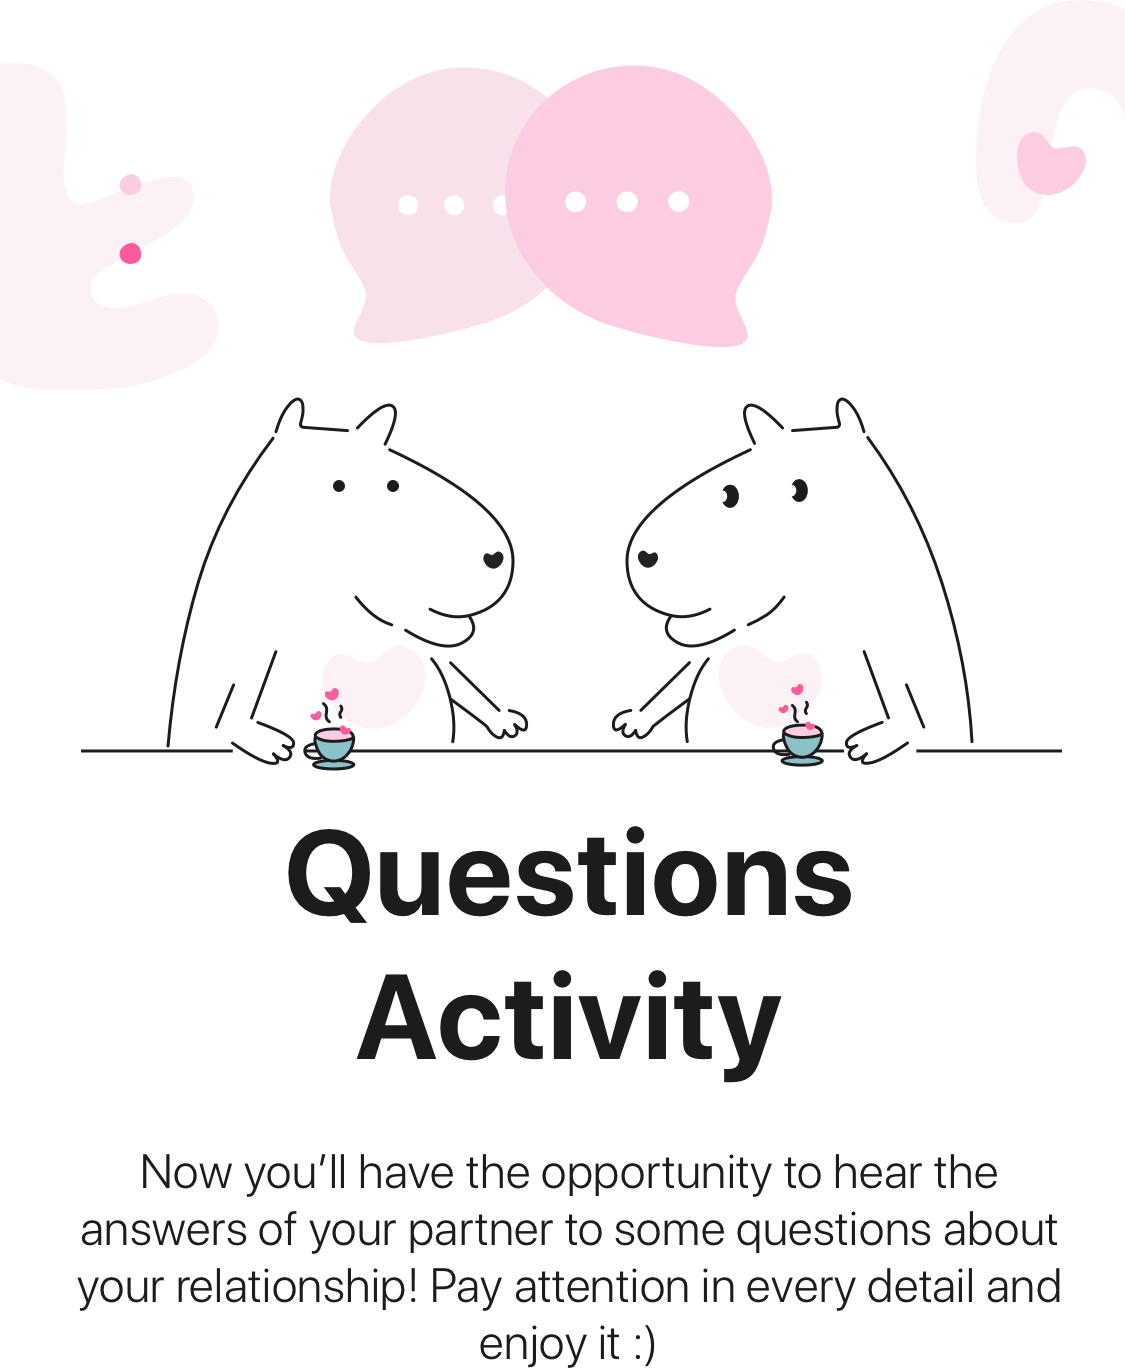 Questions
Activity
Now you’ll have the opportunity to hear the
answers of your partner to some questions about
your relationship! Pay attention in every detail and
enjoy it :)